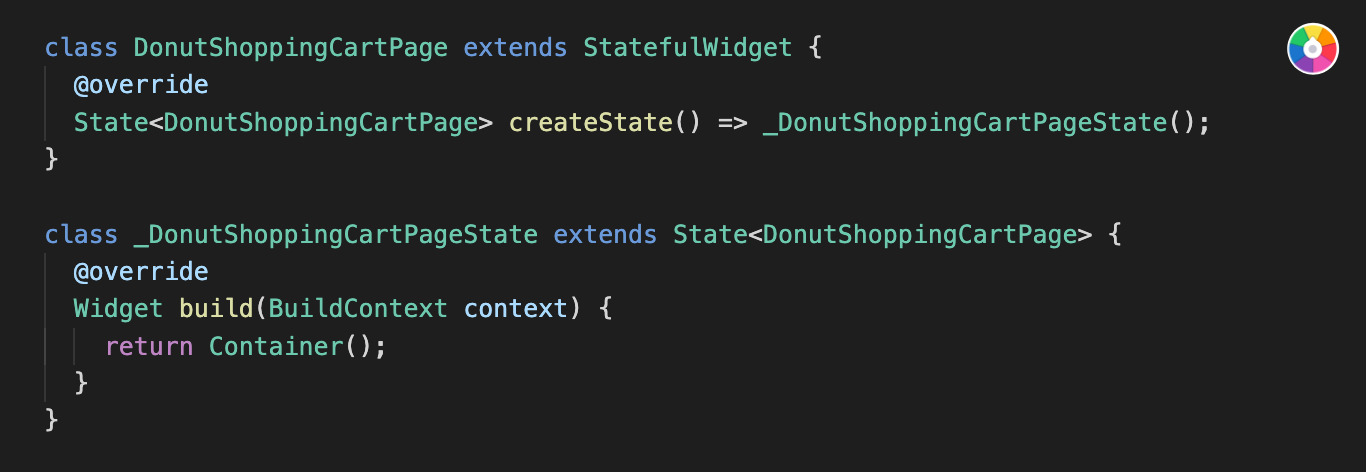 class DonutShoppingCartPage extends StatefulWidget {
  @override
  State<DonutShoppingCartPage> createState() => _DonutShoppingCartPageState();
}

class _DonutShoppingCartPageState extends State<DonutShoppingCartPage> {
  @override
  Widget build(BuildContext context) {
    return Container();
  }
}